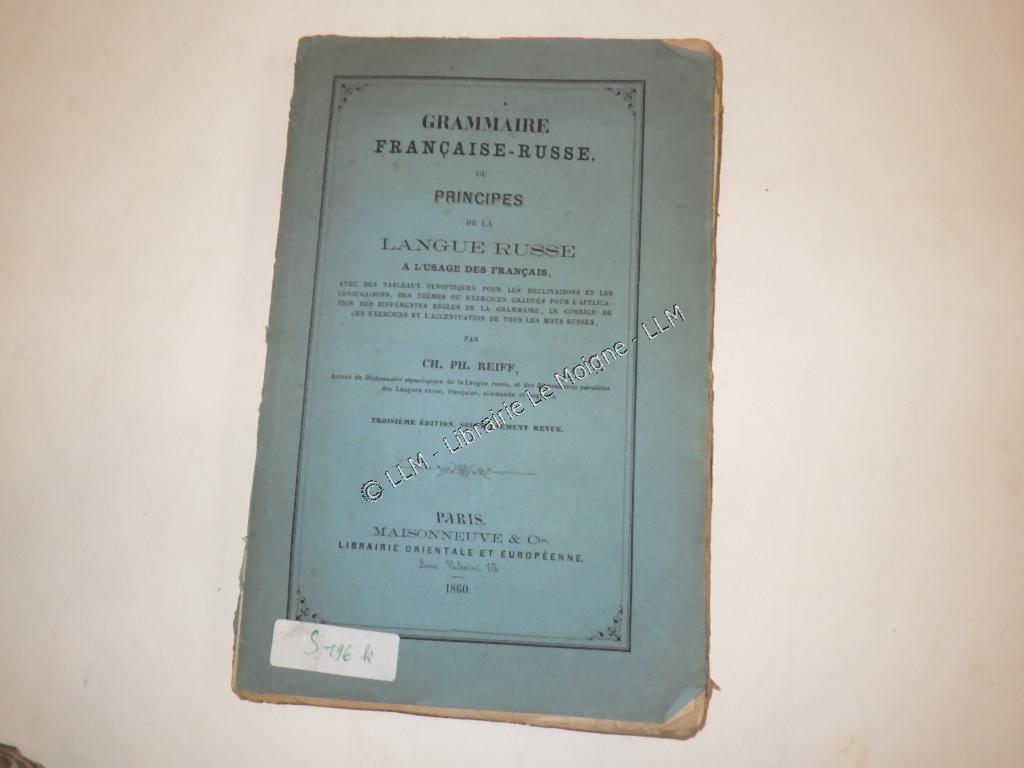 GRAMMAIRE
FRANÇAISE-RUSSE,
OU
PRINCIPES
DE LA
LANGUE RUSSE
A L'USAGE DES FRANÇAIS,
AVEC DES TABLEAUX SYNOPTIQUES POUR LES DÉCLINAISONS ET LES
CONJUGAISONS, DES THÈMES OU EXERCICES GRADUÉS POUR L'APPLICA-
TION DES DIFFÉRENTES RÈGLES DE LA GRAMMAIRE, LE CORRIGÉ DE
CES EXERCICES ET L'ACCENTUATION DE TOUS LES MOTS RUSSES,
PAR
CH. PH. REIFF,
Auteur du Dictionnaire étymologique de la Langue russe, et des parallèles
des Langues russe, française, allemande
TROISIÈME ÉDITION, REVUE.
© LLM - Librairie Le Moigne - LLM
PARIS.
MAISONNEUVE & Cie.
LIBRAIRIE ORIENTALE ET EUROPÉENNE.
Voltaire 15.
1860.
S 196 k